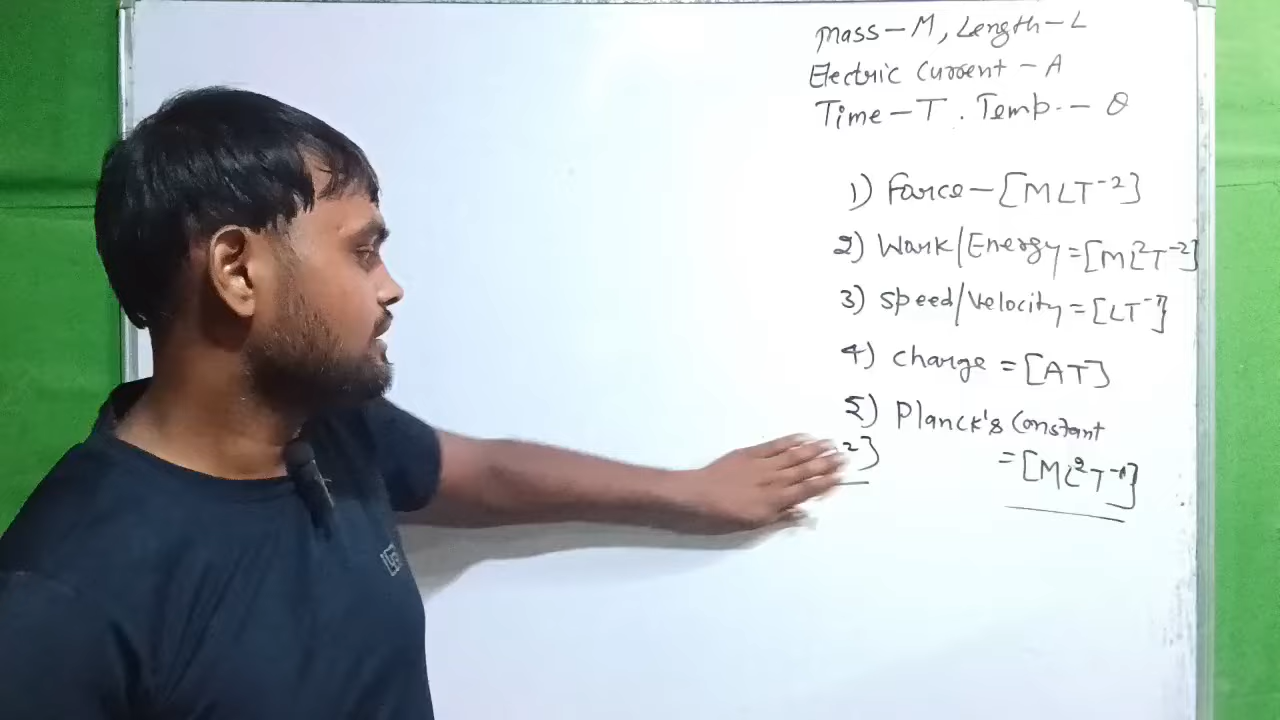 Mass - M, Length - L
Electric Current - A
Time - T . Temp. - θ
1) Force - [MLT⁻²]
2) Work/Energy = [ML²T⁻²]
3) Speed/Velocity = [LT⁻¹]
4) Charge = [AT]
5) Planck's Constant
²]
= [ML²T⁻¹]